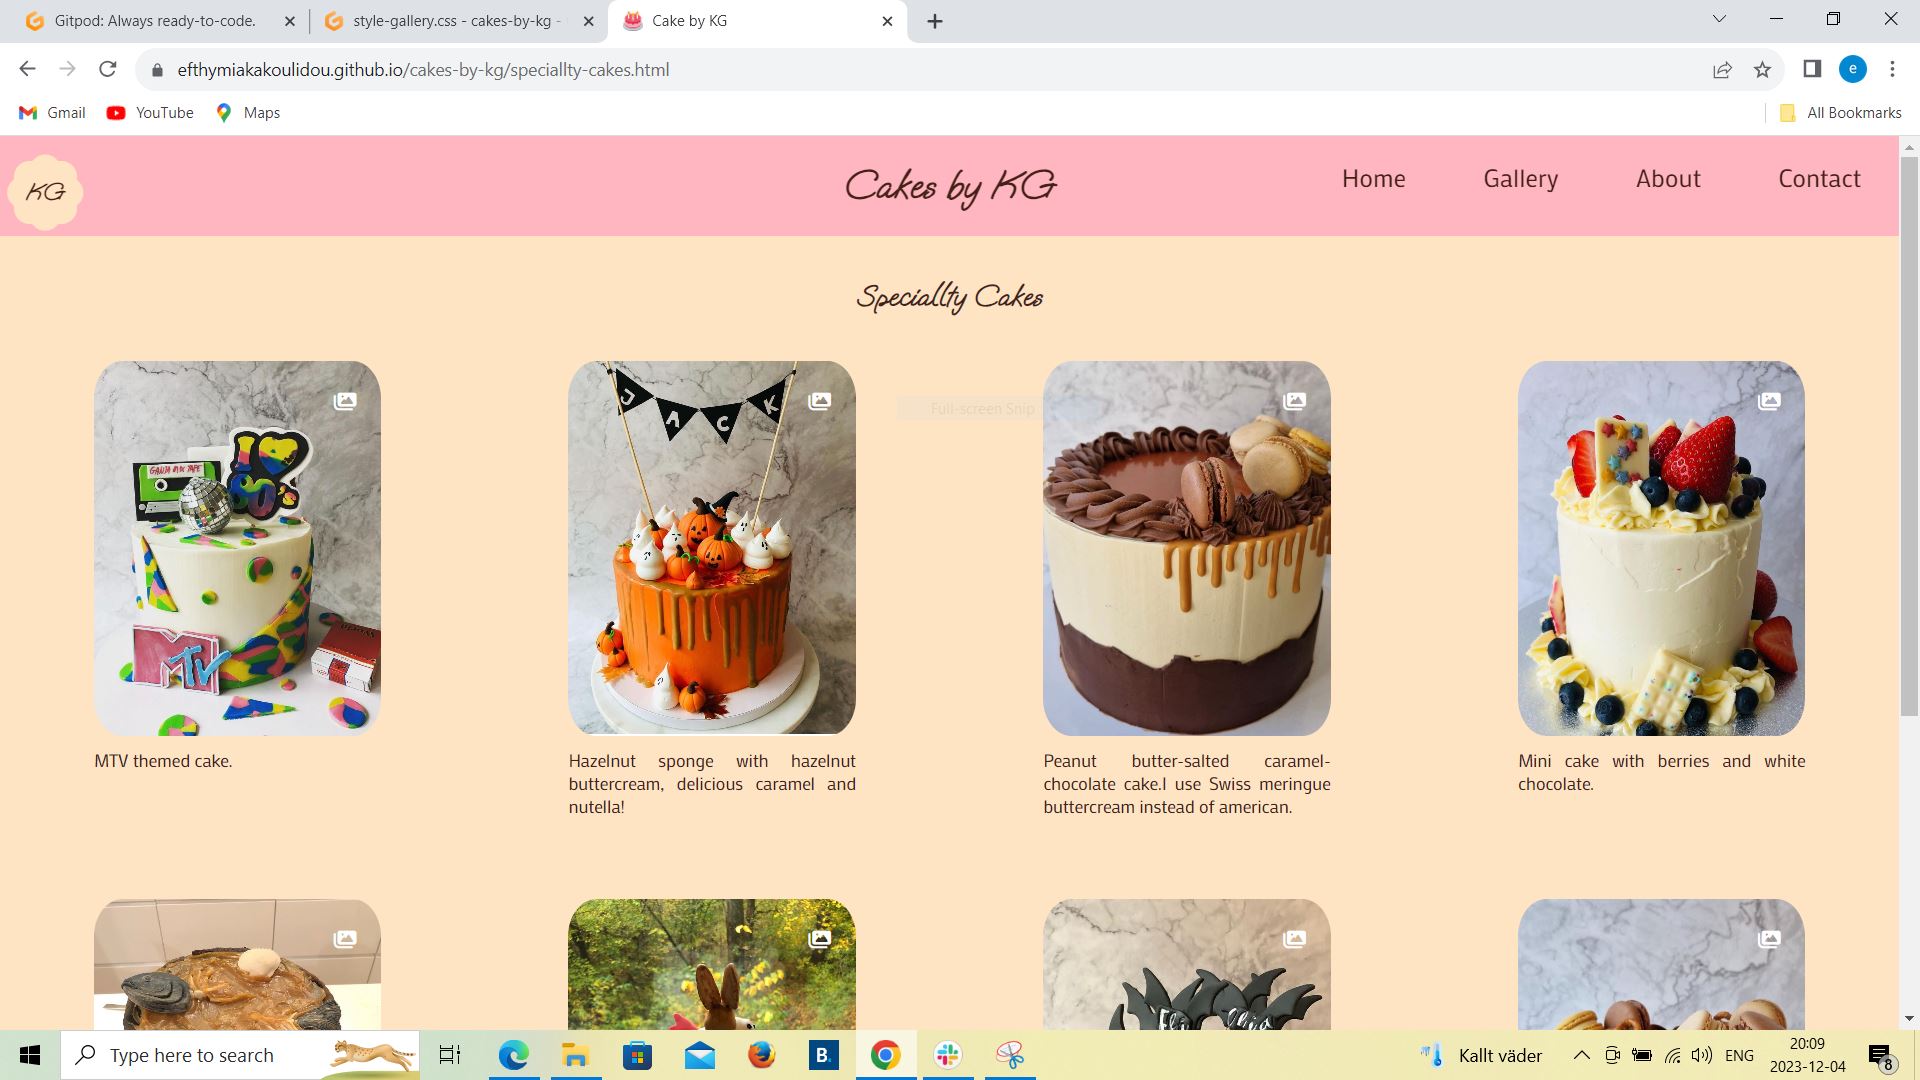 Gitpod: Always ready-to-code.
style-gallery.css - cakes-by-kg -
Cake by KG
efthymiakakoulidou.github.io/cakes-by-kg/speciallty-cakes.html
e
Gmail
YouTube
Maps
All Bookmarks
KG
Cakes by KG
Home
Gallery
About
Contact
Speciallty Cakes
Full-screen Snip
I
80's
MTV
JACK
MTV themed cake.
Hazelnut sponge with hazelnut
buttercream, delicious caramel and
nutella!
Peanut butter-salted caramel-
chocolate cake.I use Swiss meringue
buttercream instead of american.
Mini cake with berries and white
chocolate.
Type here to search
B.
Kallt väder
ENG
20:09
2023-12-04
8